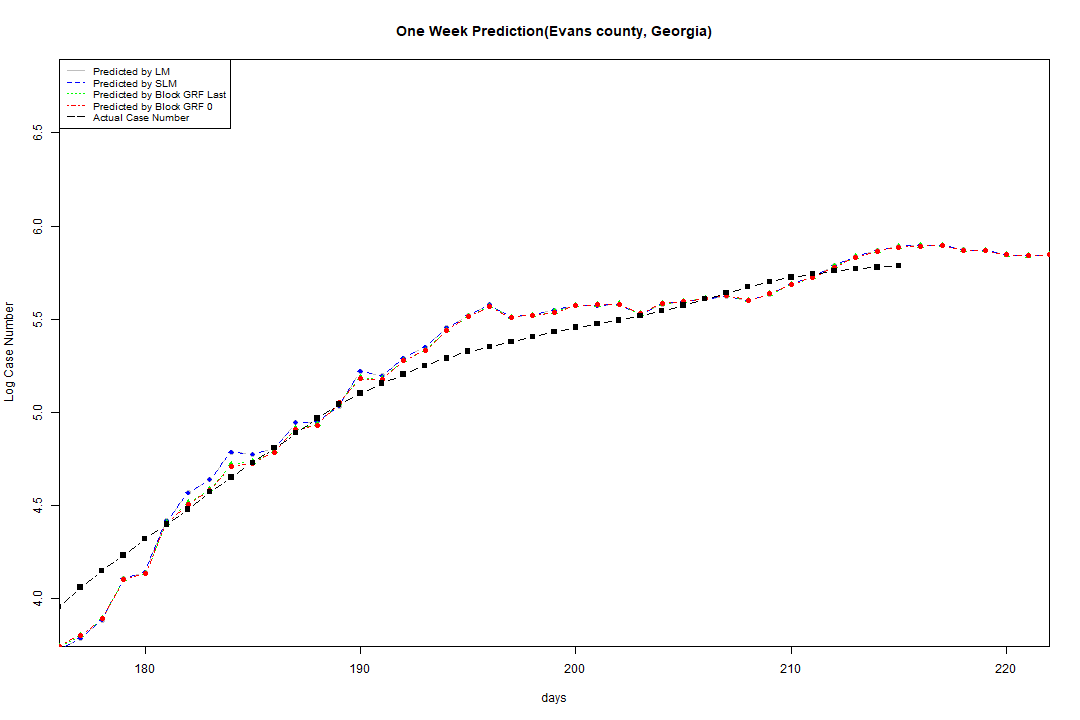 One Week Prediction(Evans county, Georgia)
Predicted by LM
Predicted by SLM
Predicted by Block GRF Last
Predicted by Block GRF 0
Actual Case Number
6.5
6.0
5.5
5.0
4.5
4.0
Log Case Number
180 190 200 210 220
days